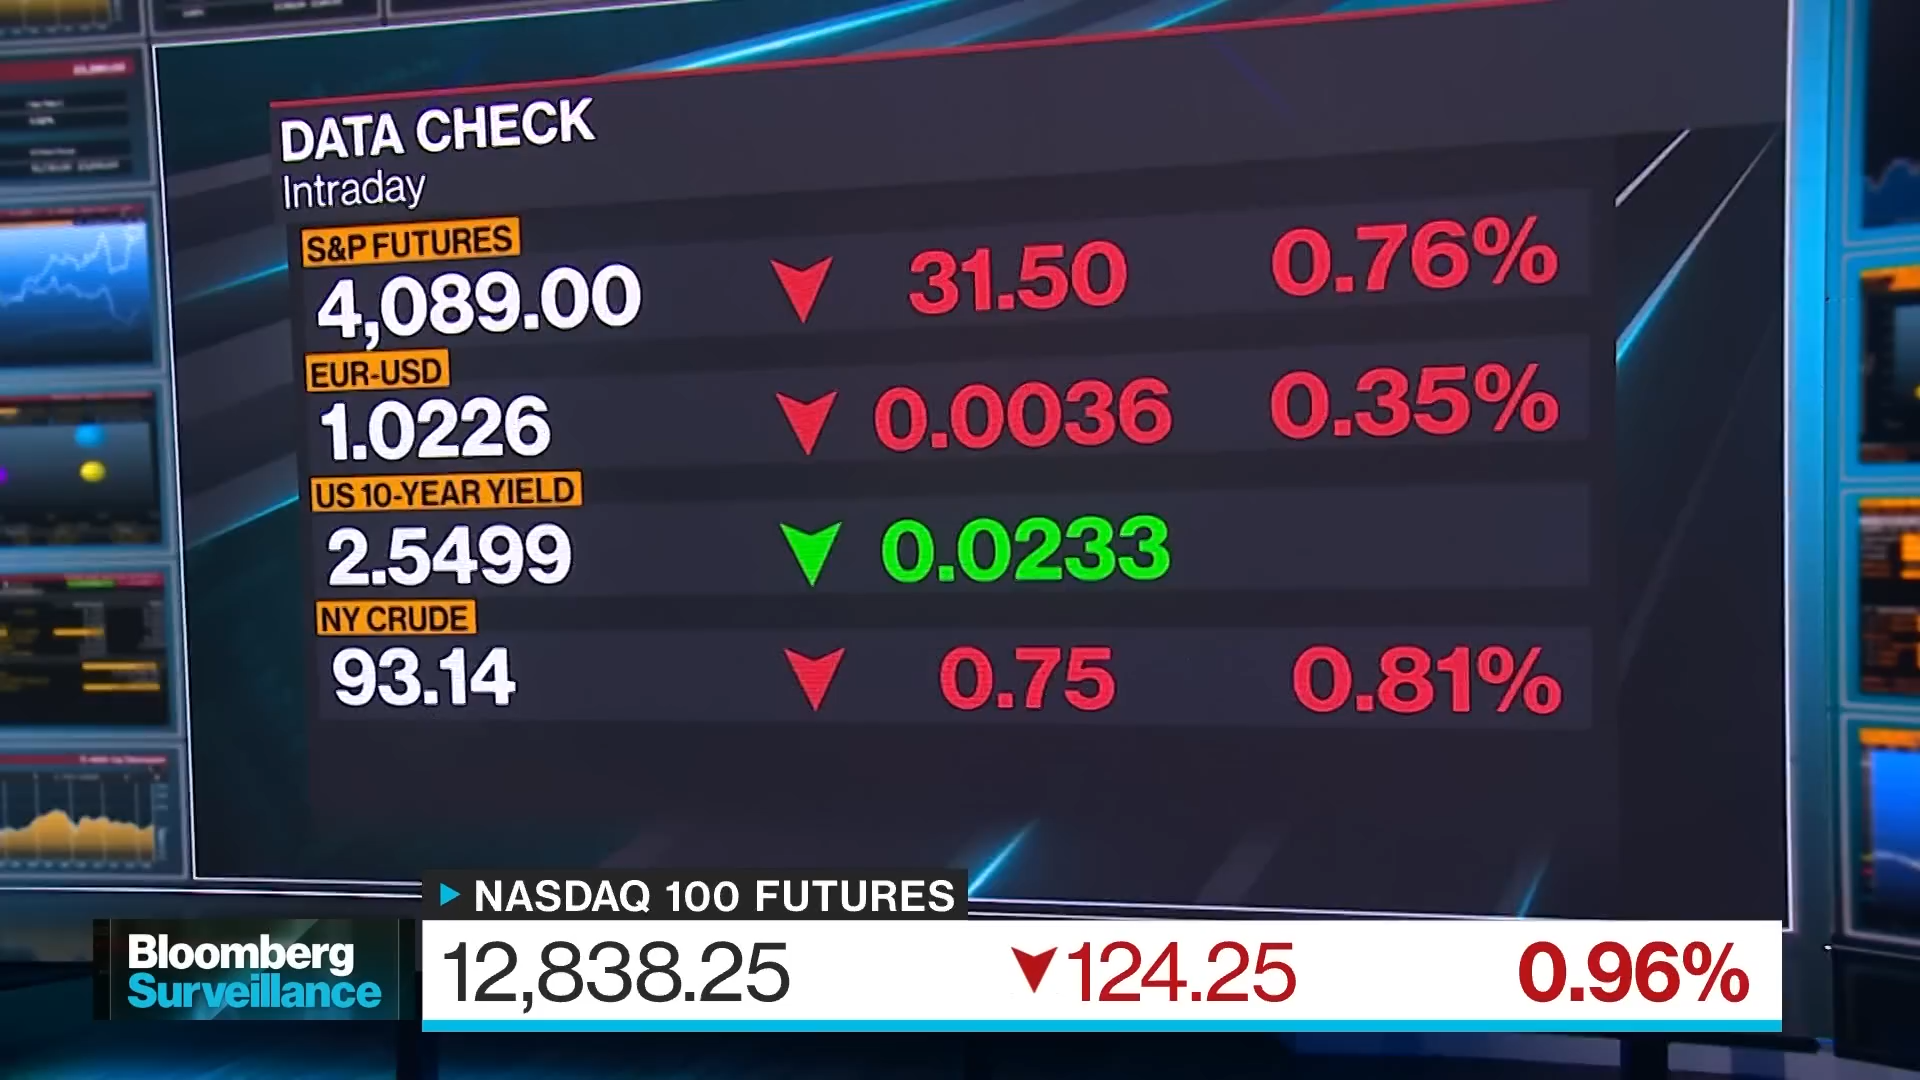 DATA CHECK
Intraday
S&P FUTURES
4,089.00 31.50 0.76%
EUR-USD
1.0226 0.0036 0.35%
US 10-YEAR YIELD
2.5499 0.0233
NY CRUDE
93.14 0.75 0.81%
NASDAQ 100 FUTURES
12,838.25 124.25 0.96%
Bloomberg
Surveillance